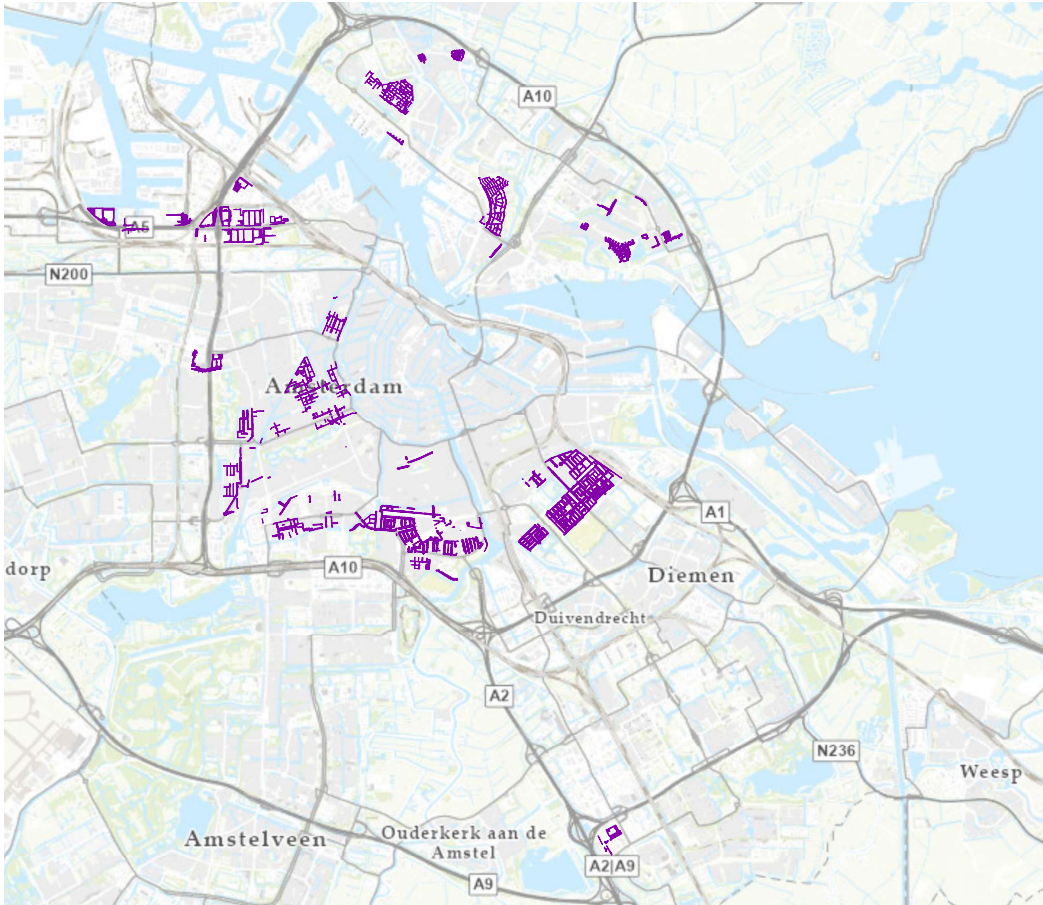 A10
A5
N200
Amsterdam
A1
dorp
A10
Diemen
Duivendrecht
A2
N236
Weesp
Amstelveen
Ouderkerk aan de
Amstel
A2|A9
A9